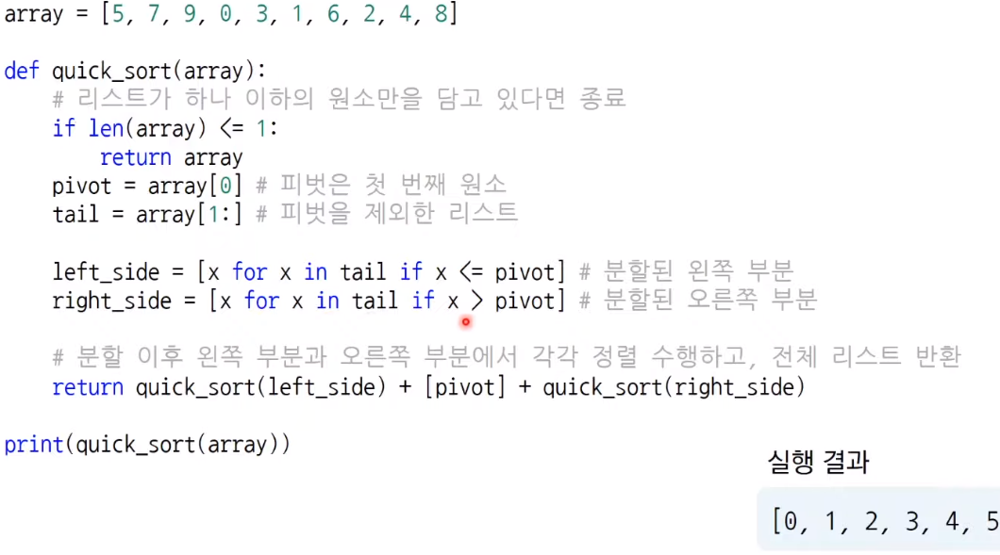 array = [5, 7, 9, 0, 3, 1, 6, 2, 4, 8]
def quick_sort(array):
# 리스트가 하나 이하의 원소만을 담고 있다면 종료
if len(array) <= 1:
return array
pivot = array[0] # 피벗은 첫 번째 원소
tail = array[1:] # 피벗을 제외한 리스트
left_side = [x for x in tail if x <= pivot] # 분할된 왼쪽 부분
right_side = [x for x in tail if x > pivot] # 분할된 오른쪽 부분
# 분할 이후 왼쪽 부분과 오른쪽 부분에서 각각 정렬 수행하고, 전체 리스트 반환
return quick_sort(left_side) + [pivot] + quick_sort(right_side)
print(quick_sort(array))
실행 결과
[0, 1, 2, 3, 4, 5